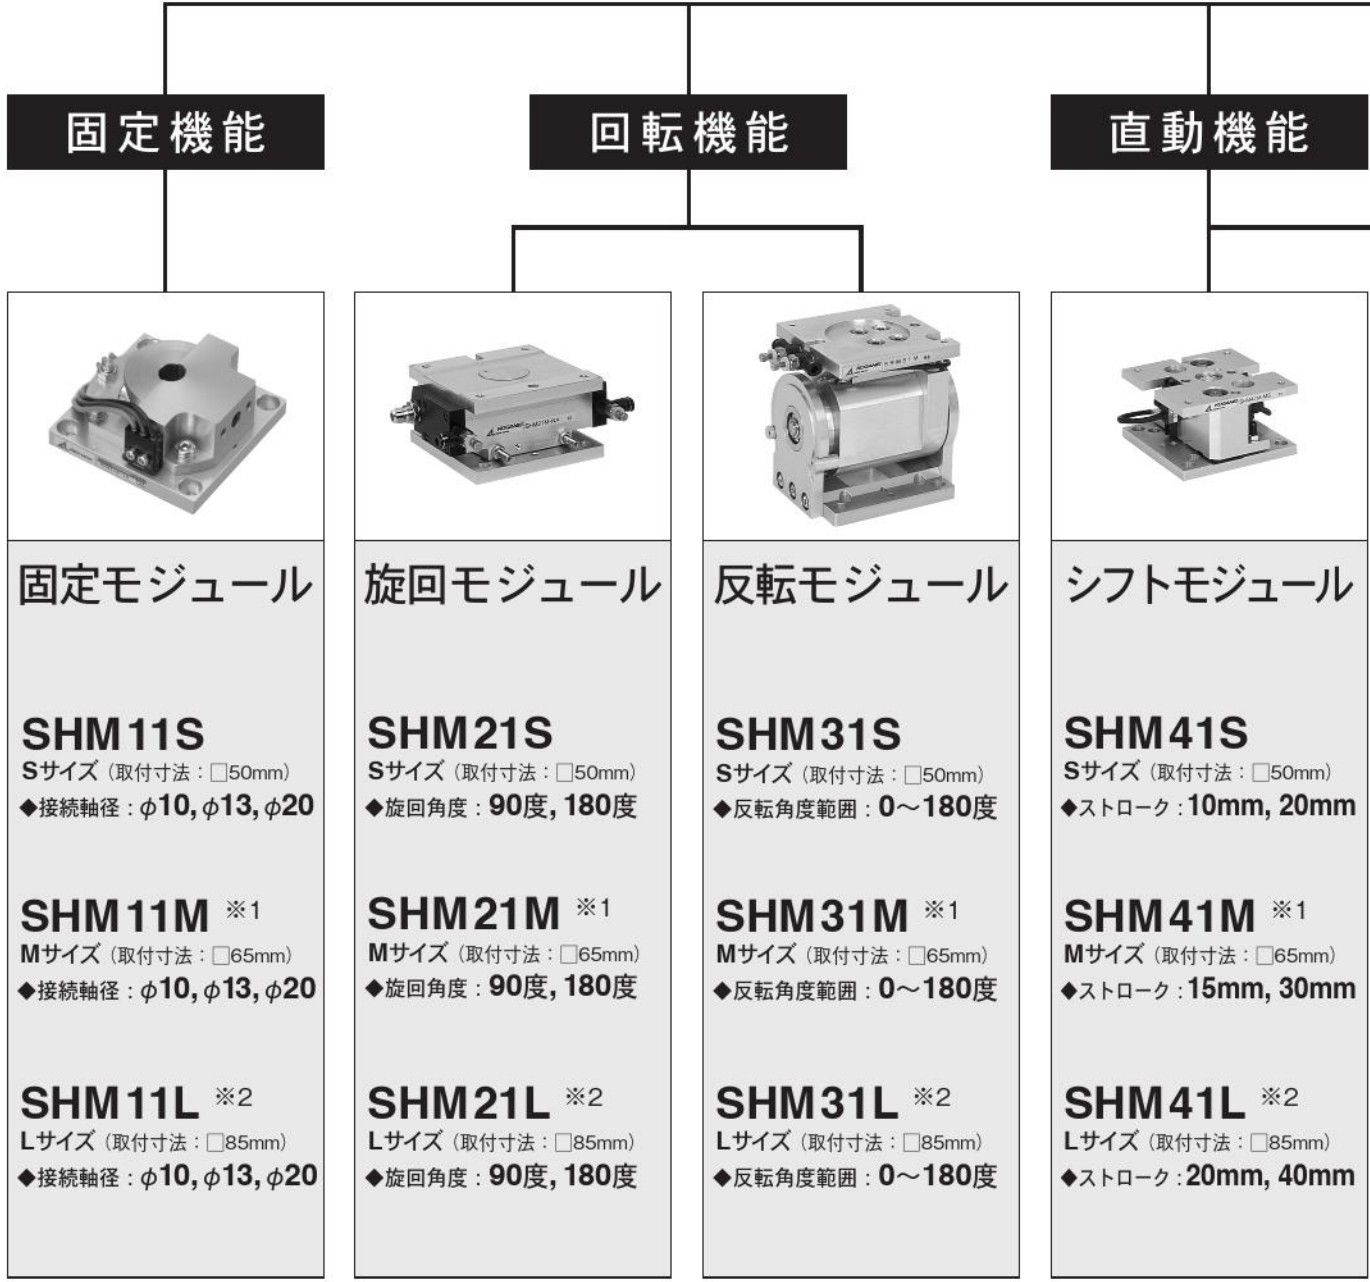 固定機能
回転機能
直動機能
固定モジュール
SHM11S
Sサイズ（取付寸法：□50mm）
◆接続軸径：φ10, φ13, φ20
SHM11M ※1
Mサイズ（取付寸法：□65mm）
◆接続軸径：φ10, φ13, φ20
SHM11L ※2
Lサイズ（取付寸法：□85mm）
◆接続軸径：φ10, φ13, φ20
旋回モジュール
SHM21S
Sサイズ（取付寸法：□50mm）
◆旋回角度：90度, 180度
SHM21M ※1
Mサイズ（取付寸法：□65mm）
◆旋回角度：90度, 180度
SHM21L ※2
Lサイズ（取付寸法：□85mm）
◆旋回角度：90度, 180度
反転モジュール
SHM31S
Sサイズ（取付寸法：□50mm）
◆反転角度範囲：0〜180度
SHM31M ※1
Mサイズ（取付寸法：□65mm）
◆反転角度範囲：0〜180度
SHM31L ※2
Lサイズ（取付寸法：□85mm）
◆反転角度範囲：0〜180度
シフトモジュール
SHM41S
Sサイズ（取付寸法：□50mm）
◆ストローク：10mm, 20mm
SHM41M ※1
Mサイズ（取付寸法：□65mm）
◆ストローク：15mm, 30mm
SHM41L ※2
Lサイズ（取付寸法：□85mm）
◆ストローク：20mm, 40mm